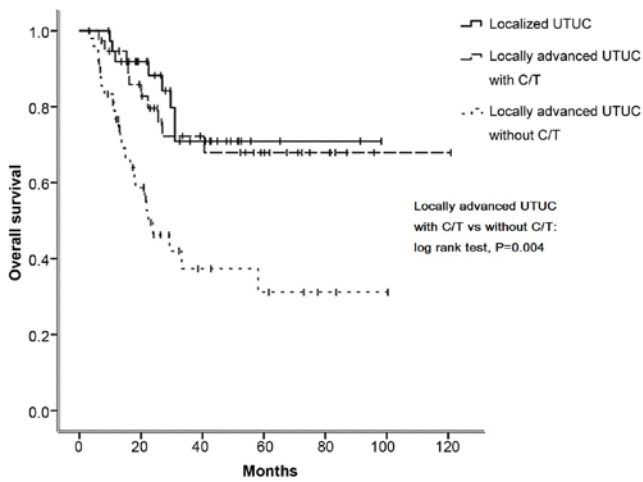 Localized UTUC
Locally advanced UTUC
with C/T
Locally advanced UTUC
without C/T
Locally advanced UTUC
with C/T vs without C/T:
log rank test, P=0.004
Overall survival
1.0
0.8
0.6
0.4
0.2
0.0
0 20 40 60 80 100 120
Months